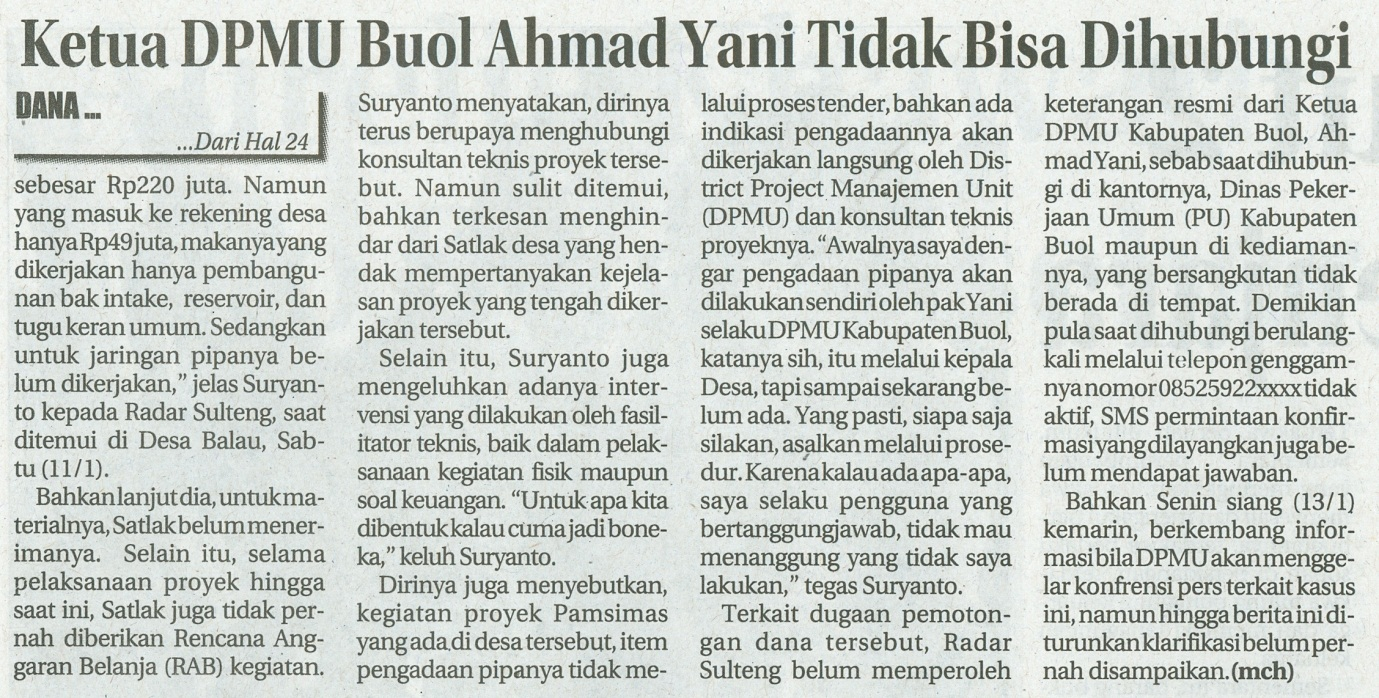 Ketua DPMU Buol Ahmad Yani Tidak Bisa Dihubungi
DANA ...
...Dari Hal 24
sebesar Rp220 juta. Namun
yang masuk ke rekening desa
hanya Rp49 juta, makanya yang
dikerjakan hanya pembangu-
nan bak intake, reservoir, dan
tugu keran umum. Sedangkan
untuk jaringan pipanya be-
lum dikerjakan," jelas Suryan-
to kepada Radar Sulteng, saat
ditemui di Desa Balau, Sab-
tu (11/1).
Bahkan lanjut dia, untuk ma-
terialnya, Satlak belum mener-
imanya. Selain itu, selama
pelaksanaan proyek hingga
saat ini, Satlak juga tidak per-
nah diberikan Rencana Ang-
garan Belanja (RAB) kegiatan.
Suryanto menyatakan, dirinya
terus berupaya menghubungi
konsultan teknis proyek terse-
but. Namun sulit ditemui,
bahkan terkesan menghin-
dar dari Satlak desa yang hen-
dak mempertanyakan kejela-
san proyek yang tengah diker-
jakan tersebut.
Selain itu, Suryanto juga
mengeluhkan adanya inter-
vensi yang dilakukan oleh fasil-
itator teknis, baik dalam pelak-
sanaan kegiatan fisik maupun
soal keuangan. "Untuk apa kita
dibentuk kalau cuma jadi bone-
ka," keluh Suryanto.
Dirinya juga menyebutkan,
kegiatan proyek Pamsimas
yang ada di desa tersebut, item
pengadaan pipanya tidak me-
lalui proses tender, bahkan ada
indikasi pengadaannya akan
dikerjakan langsung oleh Dis-
trict Project Manajemen Unit
(DPMU) dan konsultan teknis
proyeknya. "Awalnya saya den-
gar pengadaan pipanya akan
dilakukan sendiri oleh pak Yani
selaku DPMU Kabupaten Buol,
katanya sih, itu melalui kepala
Desa, tapi sampai sekarang be-
lum ada. Yang pasti, siapa saja
silakan, asalkan melalui prose-
dur. Karena kalau ada apa-apa,
saya selaku pengguna yang
bertanggungjawab, tidak mau
menanggung yang tidak saya
lakukan," tegas Suryanto.
Terkait dugaan pemoton-
gan dana tersebut, Radar
Sulteng belum memperoleh
keterangan resmi dari Ketua
DPMU Kabupaten Buol, Ah-
mad Yani, sebab saat dihubun-
gi di kantornya, Dinas Peker-
jaan Umum (PU) Kabupaten
Buol maupun di kediaman-
nya, yang bersangkutan tidak
berada di tempat. Demikian
pula saat dihubungi berulang-
kali melalui telepon genggam-
nya nomor 08525922xxxx tidak
aktif, SMS permintaan konfir-
masi yang dilayangkan juga be-
lum mendapat jawaban.
Bahkan Senin siang (13/1)
kemarin, berkembang infor-
masi bila DPMU akan mengge-
lar konfrensi pers terkait kasus
ini, namun hingga berita ini di-
turunkan klarifikasi belum per-
nah disampaikan.(mch)